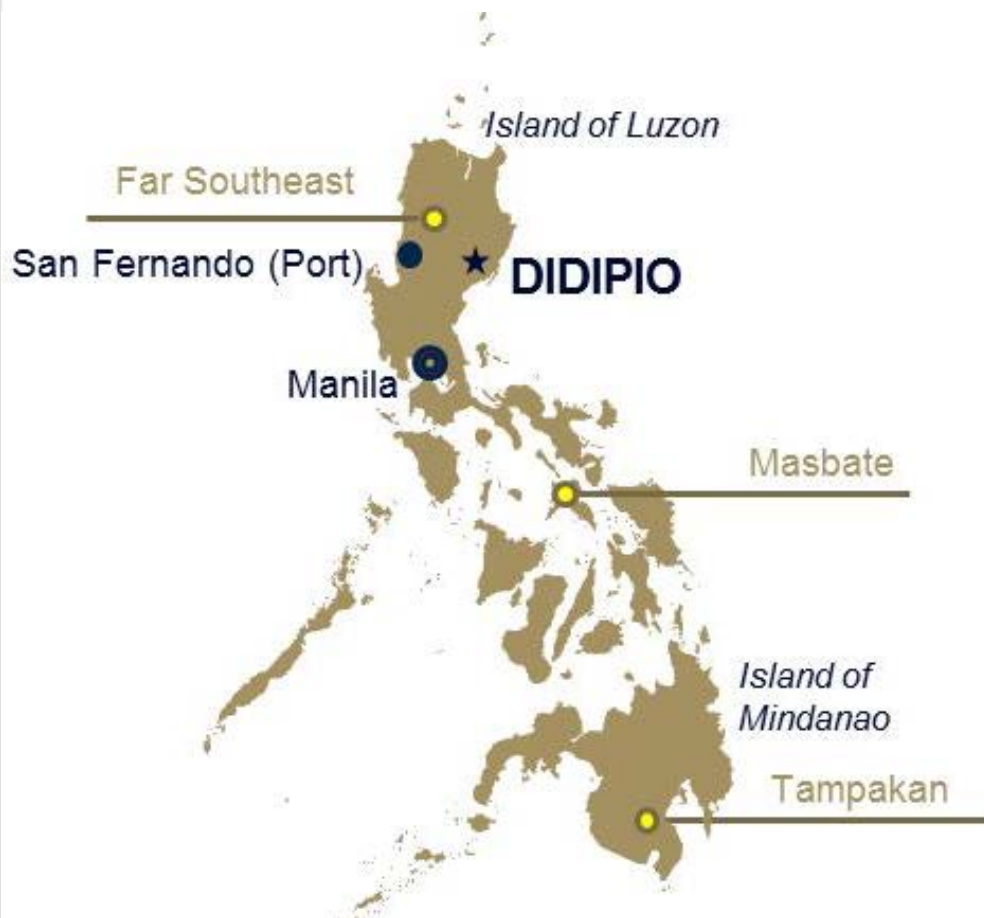 Island of Luzon
Far Southeast
San Fernando (Port)
DIDIPIO
Manila
Masbate
Island of
Mindanao
Tampakan